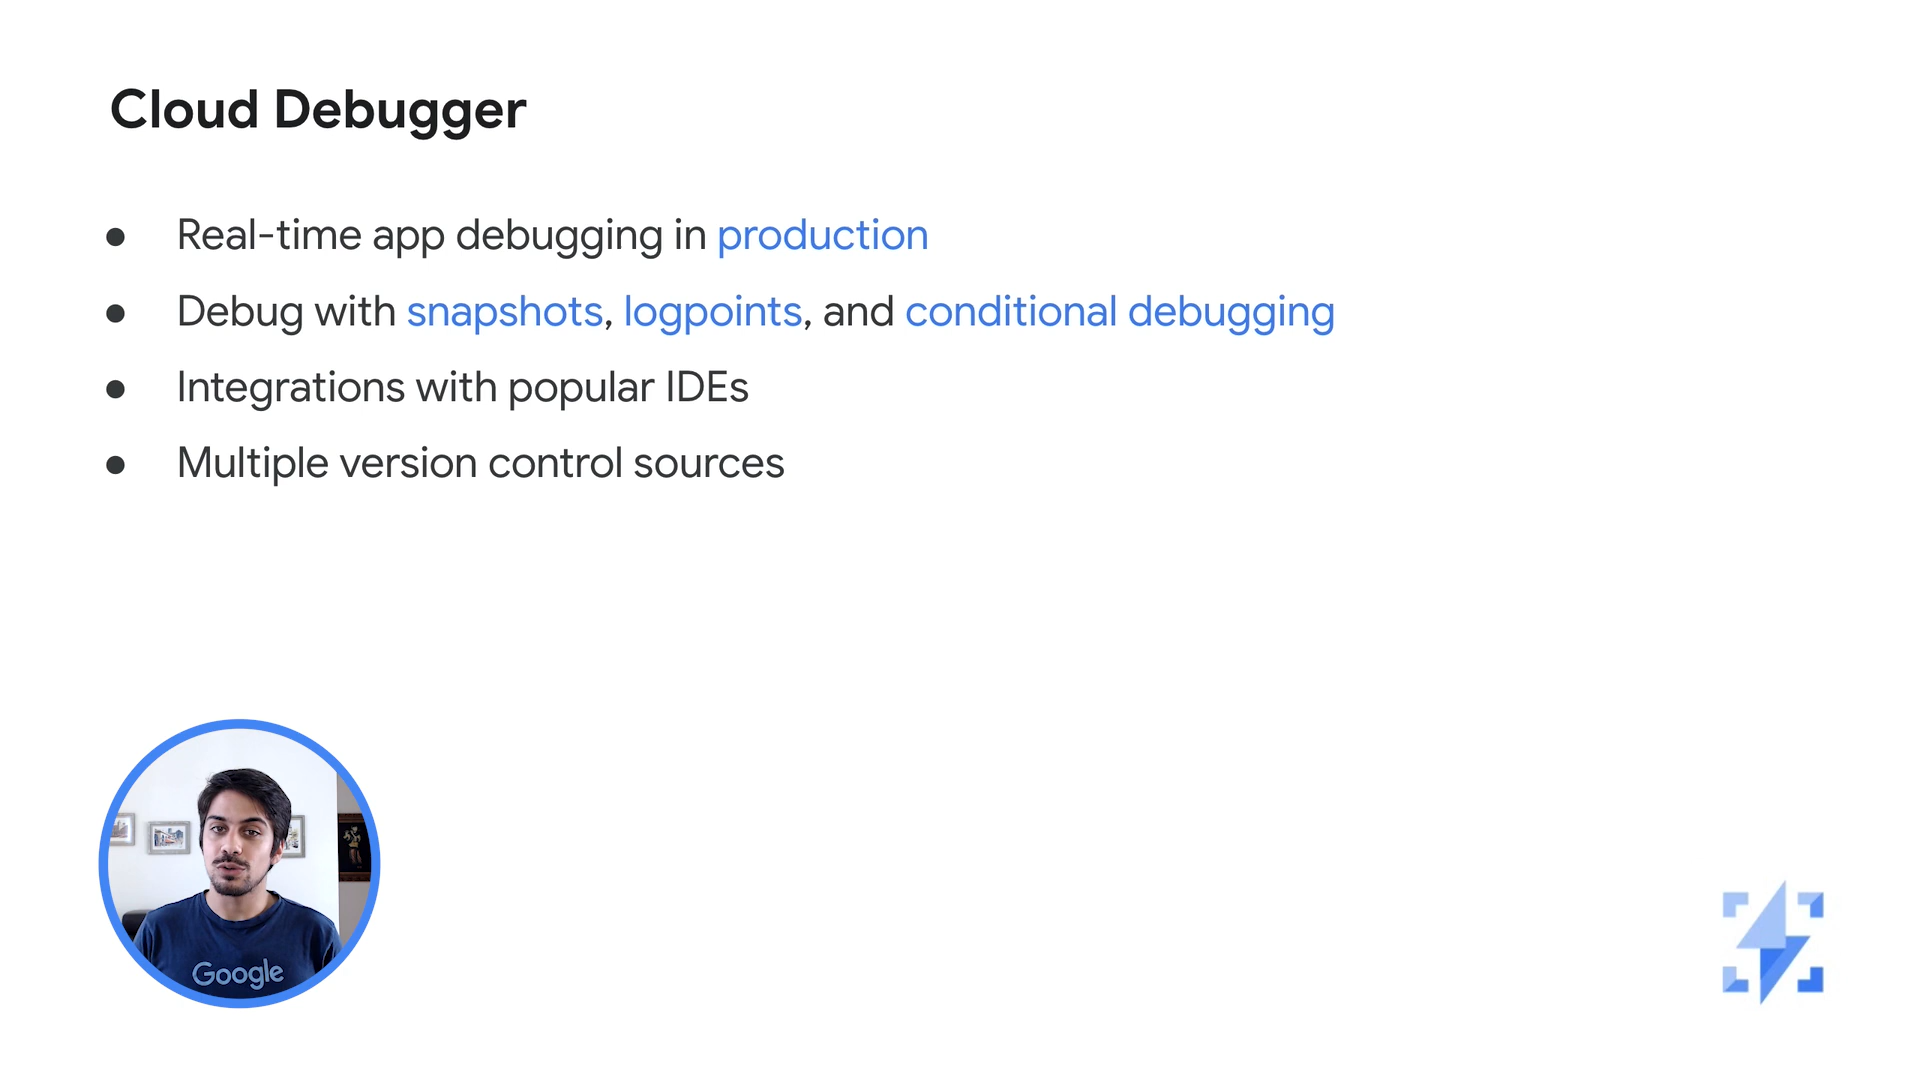 Cloud Debugger
● Real-time app debugging in production
● Debug with snapshots, logpoints, and conditional debugging
● Integrations with popular IDEs
● Multiple version control sources
Google